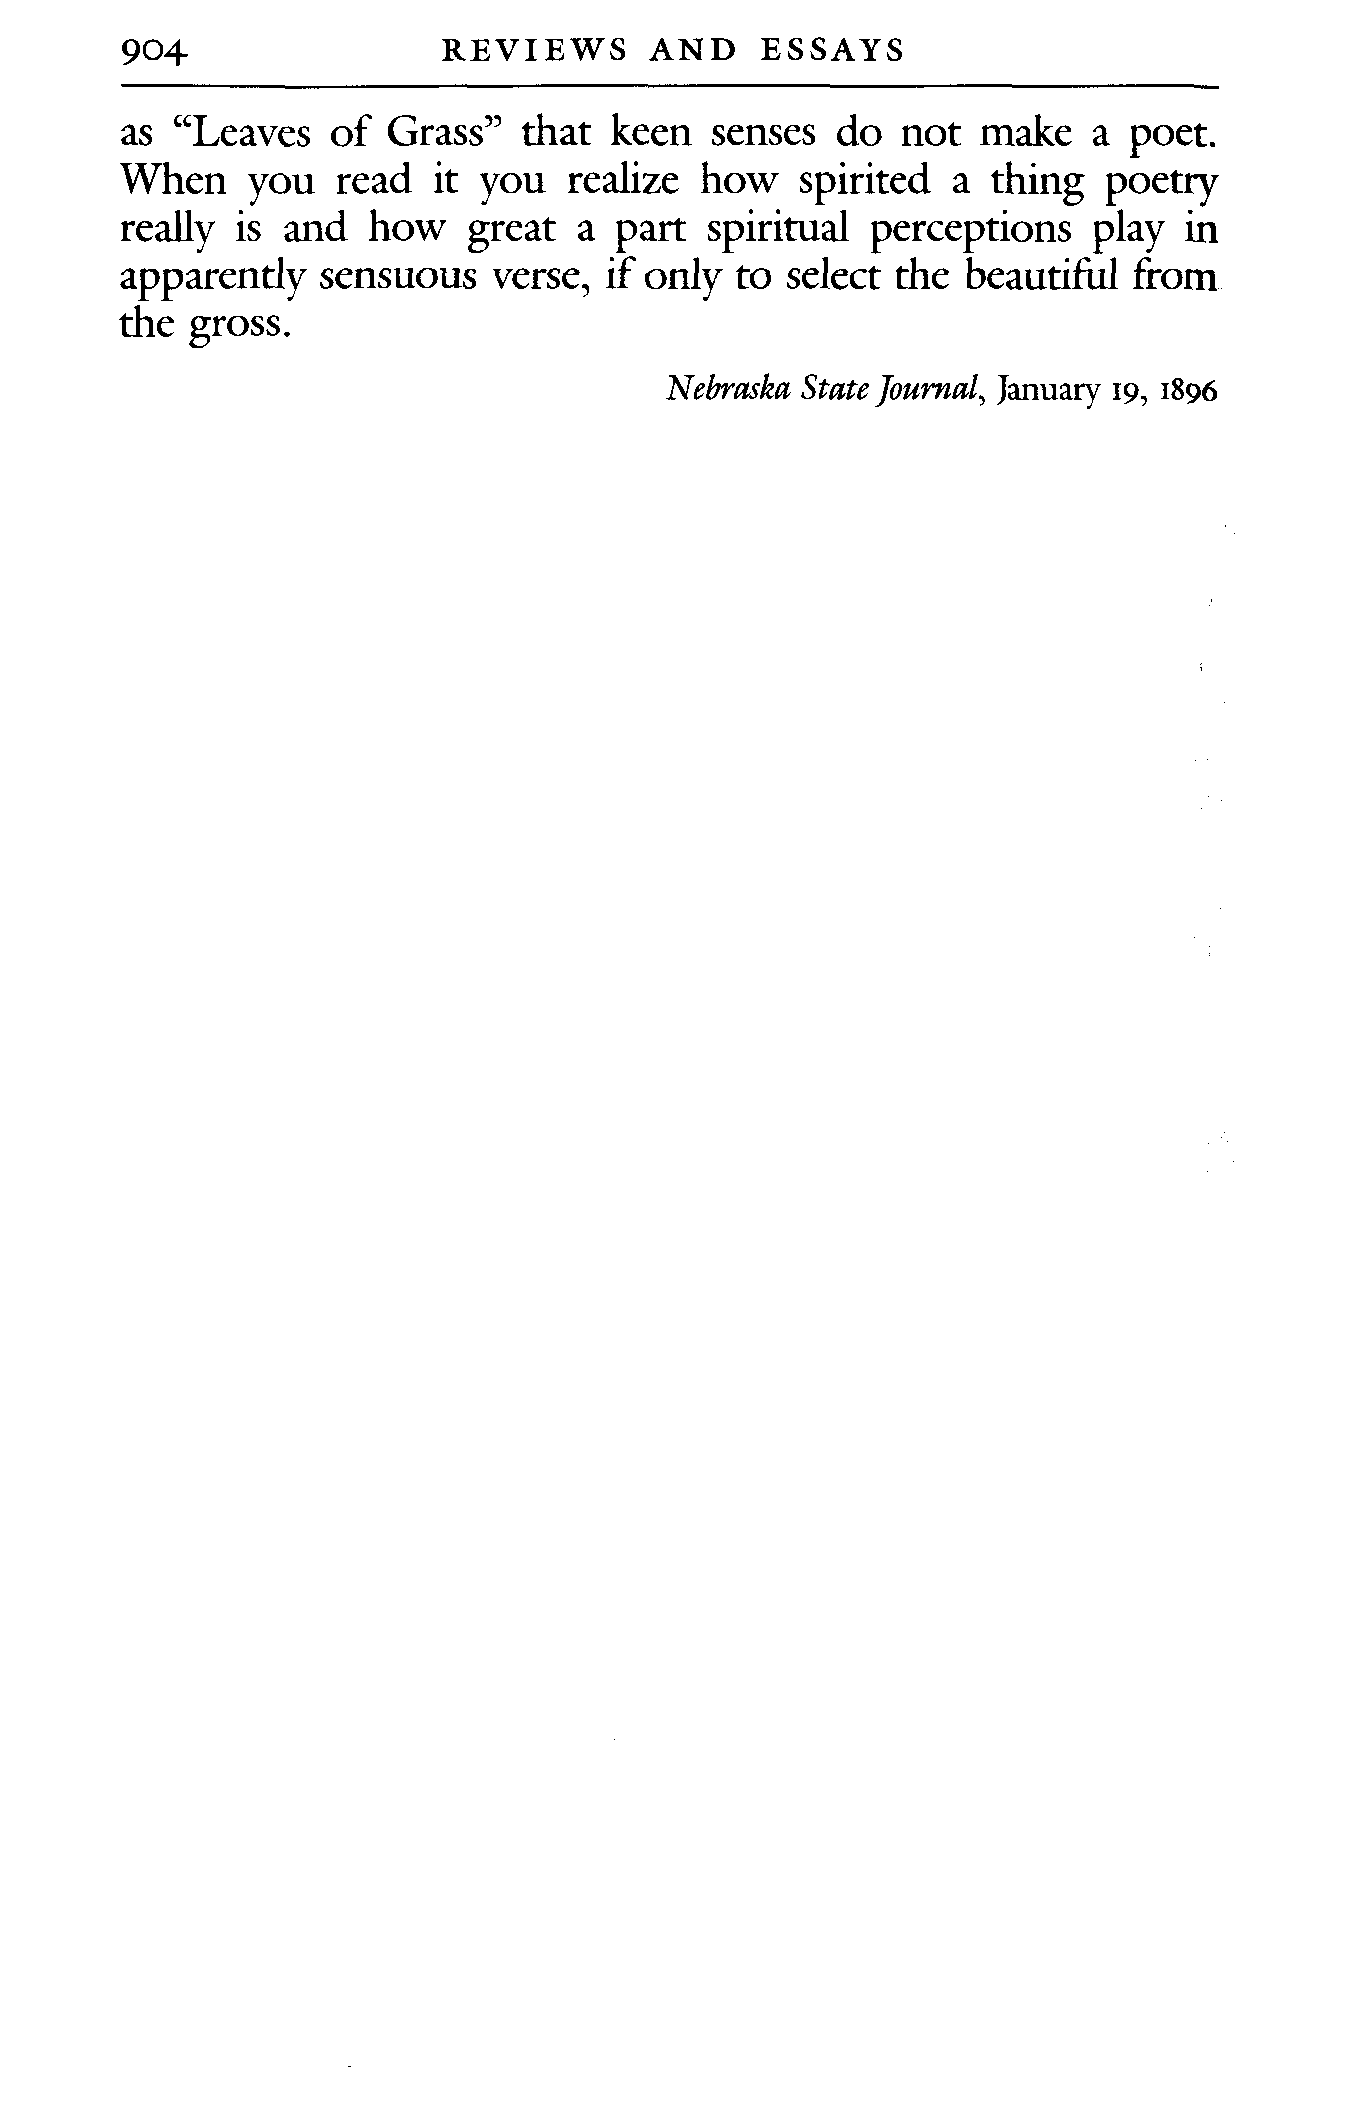 904 REVIEWS AND ESSAYS
as “Leaves of Grass” that keen senses do not make a poet.
When you read it you realize how spirited a thing poetry
really is and how great a part spiritual perceptions play in
apparently sensuous verse, if only to select the beautiful from
the gross.
Nebraska State Journal, January 19, 1896